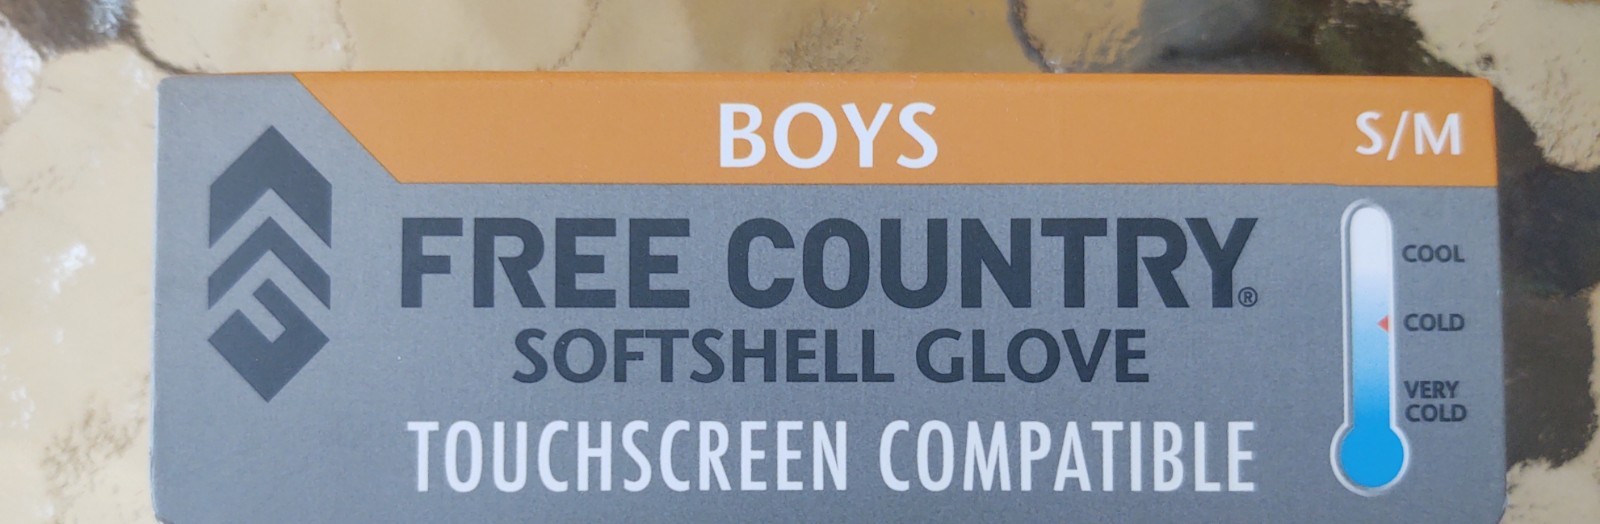 BOYS
S/M
FREE COUNTRY®
SOFTSHELL GLOVE
TOUCHSCREEN COMPATIBLE
COOL
COLD
VERY
COLD